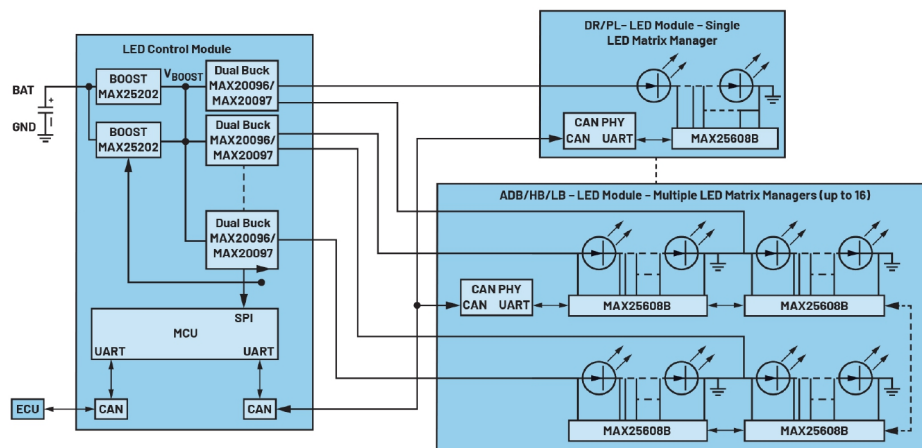 DR/PL– LED Module – Single
LED Matrix Manager
LED Control Module
BAT
+
GND
BOOST
MAX25202
VBOOST
Dual Buck
MAX20096/
MAX20097
BOOST
MAX25202
Dual Buck
MAX20096/
MAX20097
Dual Buck
MAX20096/
MAX20097
SPI
MCU
UART
UART
ECU
CAN
CAN
CAN PHY
CAN UART
MAX25608B
ADB/HB/LB – LED Module – Multiple LED Matrix Managers (up to 16)
CAN PHY
CAN UART
MAX25608B
MAX25608B
MAX25608B
MAX25608B